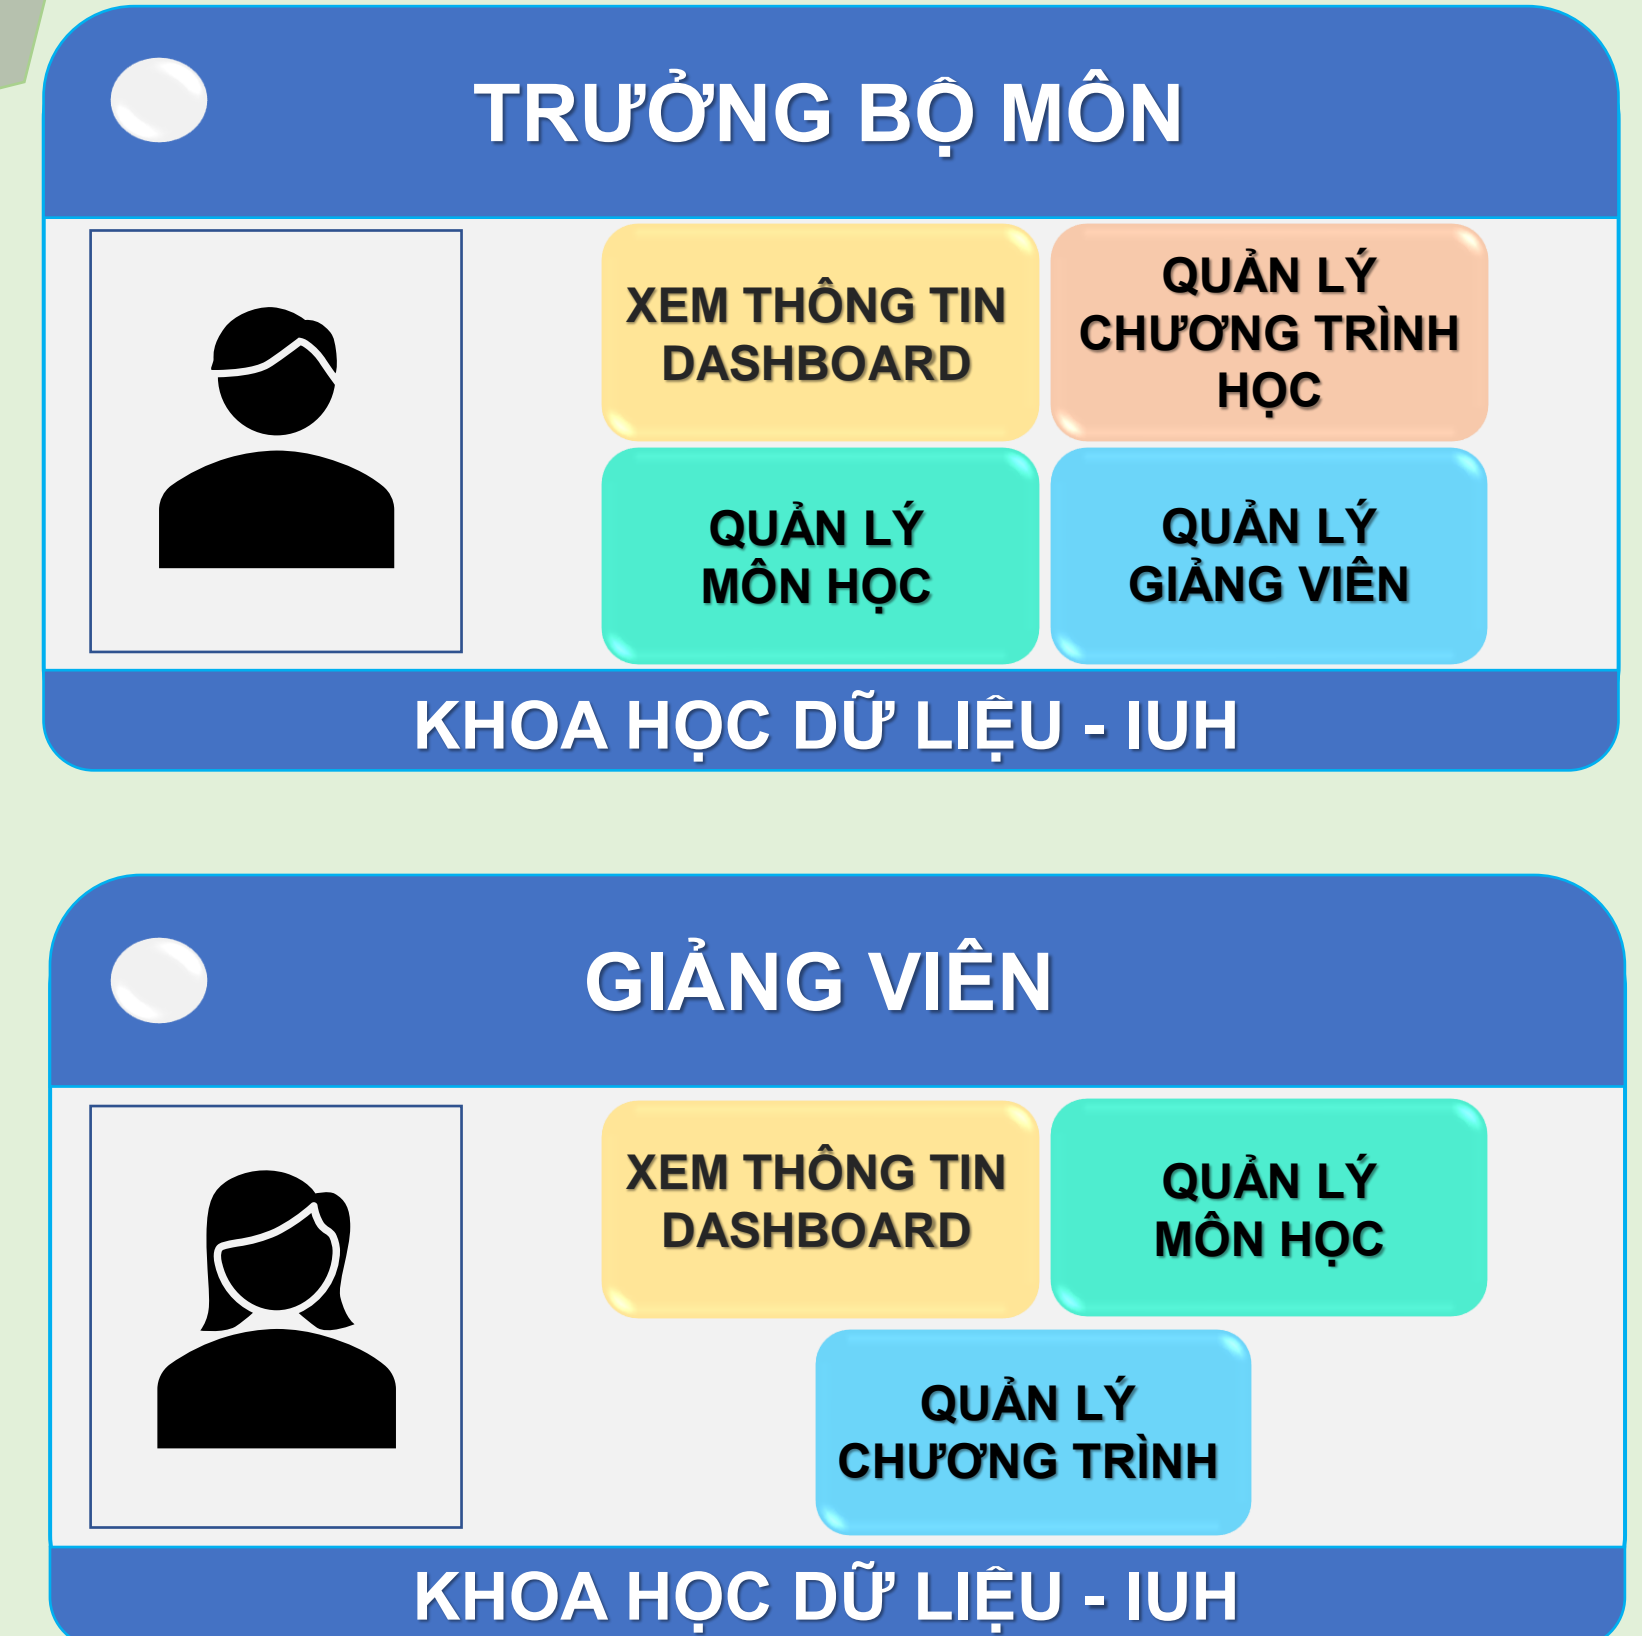 TRƯỞNG BỘ MÔN
XEM THÔNG TIN
DASHBOARD
QUẢN LÝ
CHƯƠNG TRÌNH
HỌC
QUẢN LÝ
MÔN HỌC
QUẢN LÝ
GIẢNG VIÊN
KHOA HỌC DỮ LIỆU - IUH
GIẢNG VIÊN
XEM THÔNG TIN
DASHBOARD
QUẢN LÝ
MÔN HỌC
QUẢN LÝ
CHƯƠNG TRÌNH
KHOA HỌC DỮ LIỆU - IUH